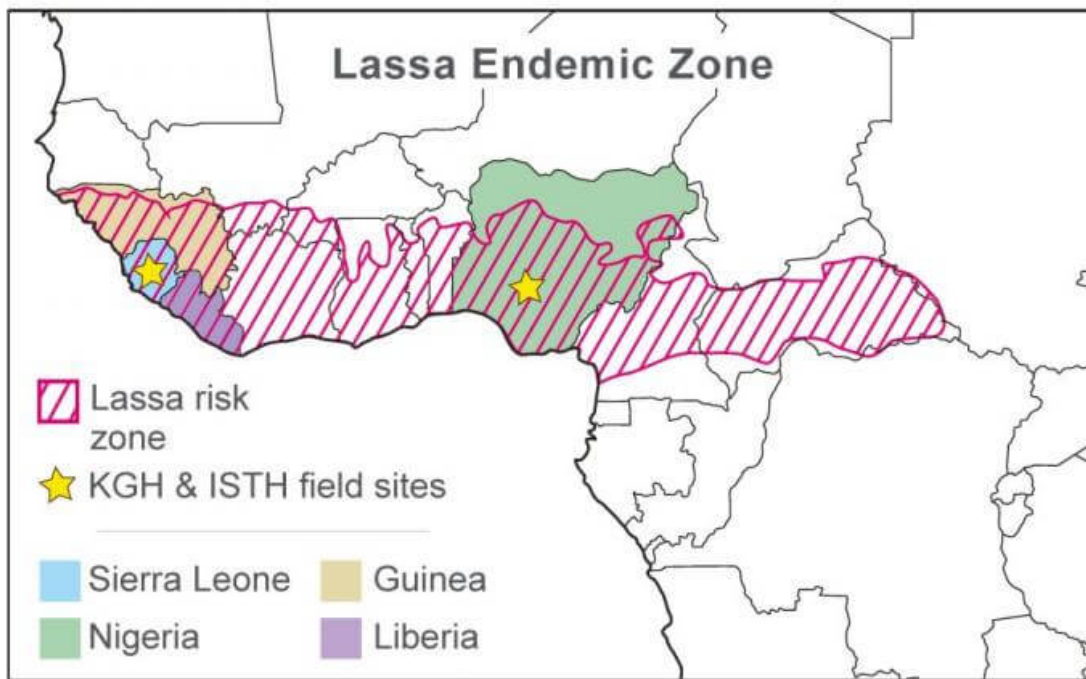 Lassa Endemic Zone
Lassa risk
zone
KGH & ISTH field sites
Sierra Leone
Guinea
Nigeria
Liberia